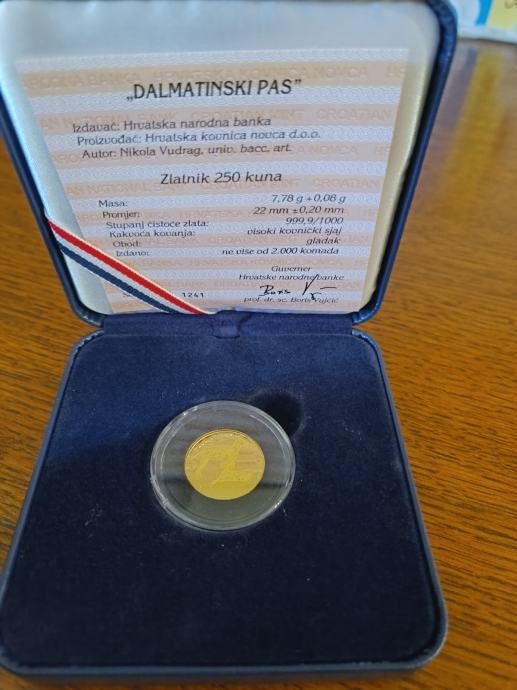 „DALMATINSKI PAS”
Izdavač: Hrvatska narodna banka
Proizvođač: Hrvatska kovnica novca d.o.o.
Autor: Nikola Vudrag, univ. bacc. art.
Zlatnik 250 kuna
Masa: 7,78 g +0,08 g
Promjer: 22 mm ±0,20 mm
Stupanj čistoće zlata: 999,9/1000
Kakvoća kovanja: visoki kovnički sjaj
Obod: gladak
Izdano: ne više od 2.000 komada
Guverner
Hrvatske narodne banke
1241
prof. dr. sc. Boris Vujčić